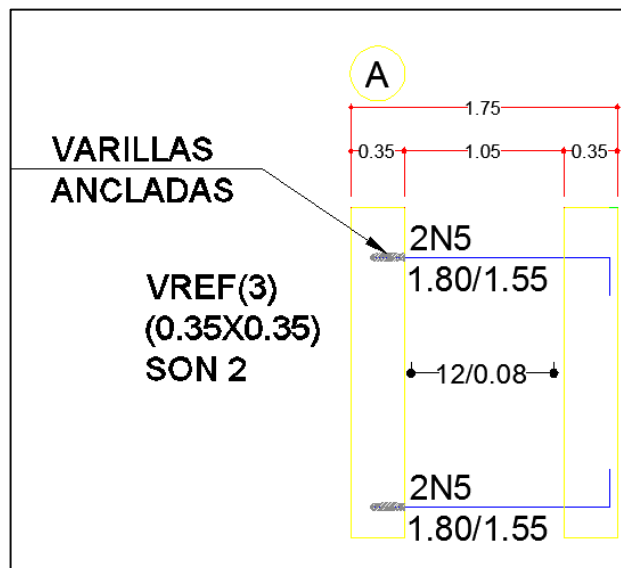 A
1.75
0.35
1.05
0.35
VARILLAS
ANCLADAS
2N5
1.80/1.55
VREF(3)
(0.35X0.35)
SON 2
12/0.08
2N5
1.80/1.55